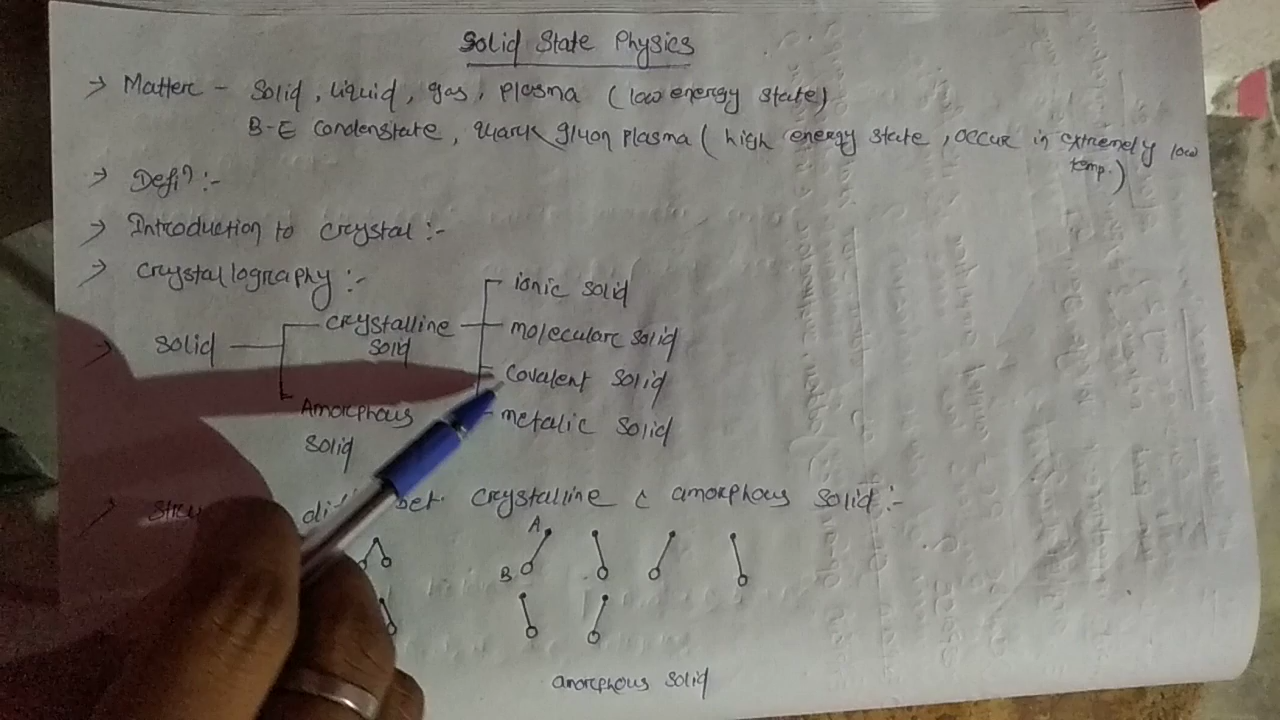 Solid State Physics
→ Matter - Solid, Liquid, gas, Plasma (low energy state)
B-E Condenstate, quark gluon plasma (high energy state, occur in extremely low temp.)
→ Defiⁿ :-
→ Introduction to crystal :-
→ Crystallography :-
→ Solid
crystalline solid
Amorphous solid
ionic solid
molecular solid
covalent solid
metalic solid
→ bet. crystalline & amorphous solid :-
A
B
amorphous solid